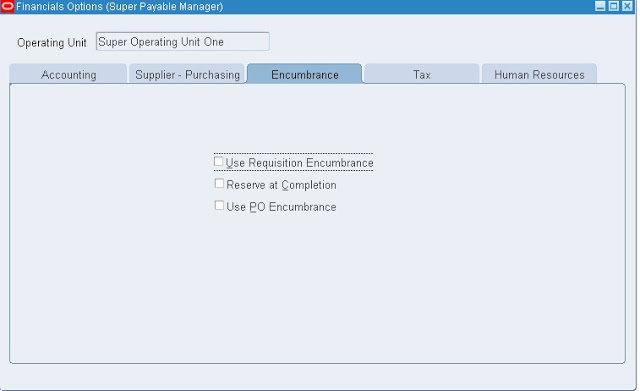 Financials Options (Super Payable Manager)
Operating Unit Super Operating Unit One
Accounting Supplier - Purchasing Encumbrance Tax Human Resources
Use Requisition Encumbrance
Reserve at Completion
Use PO Encumbrance